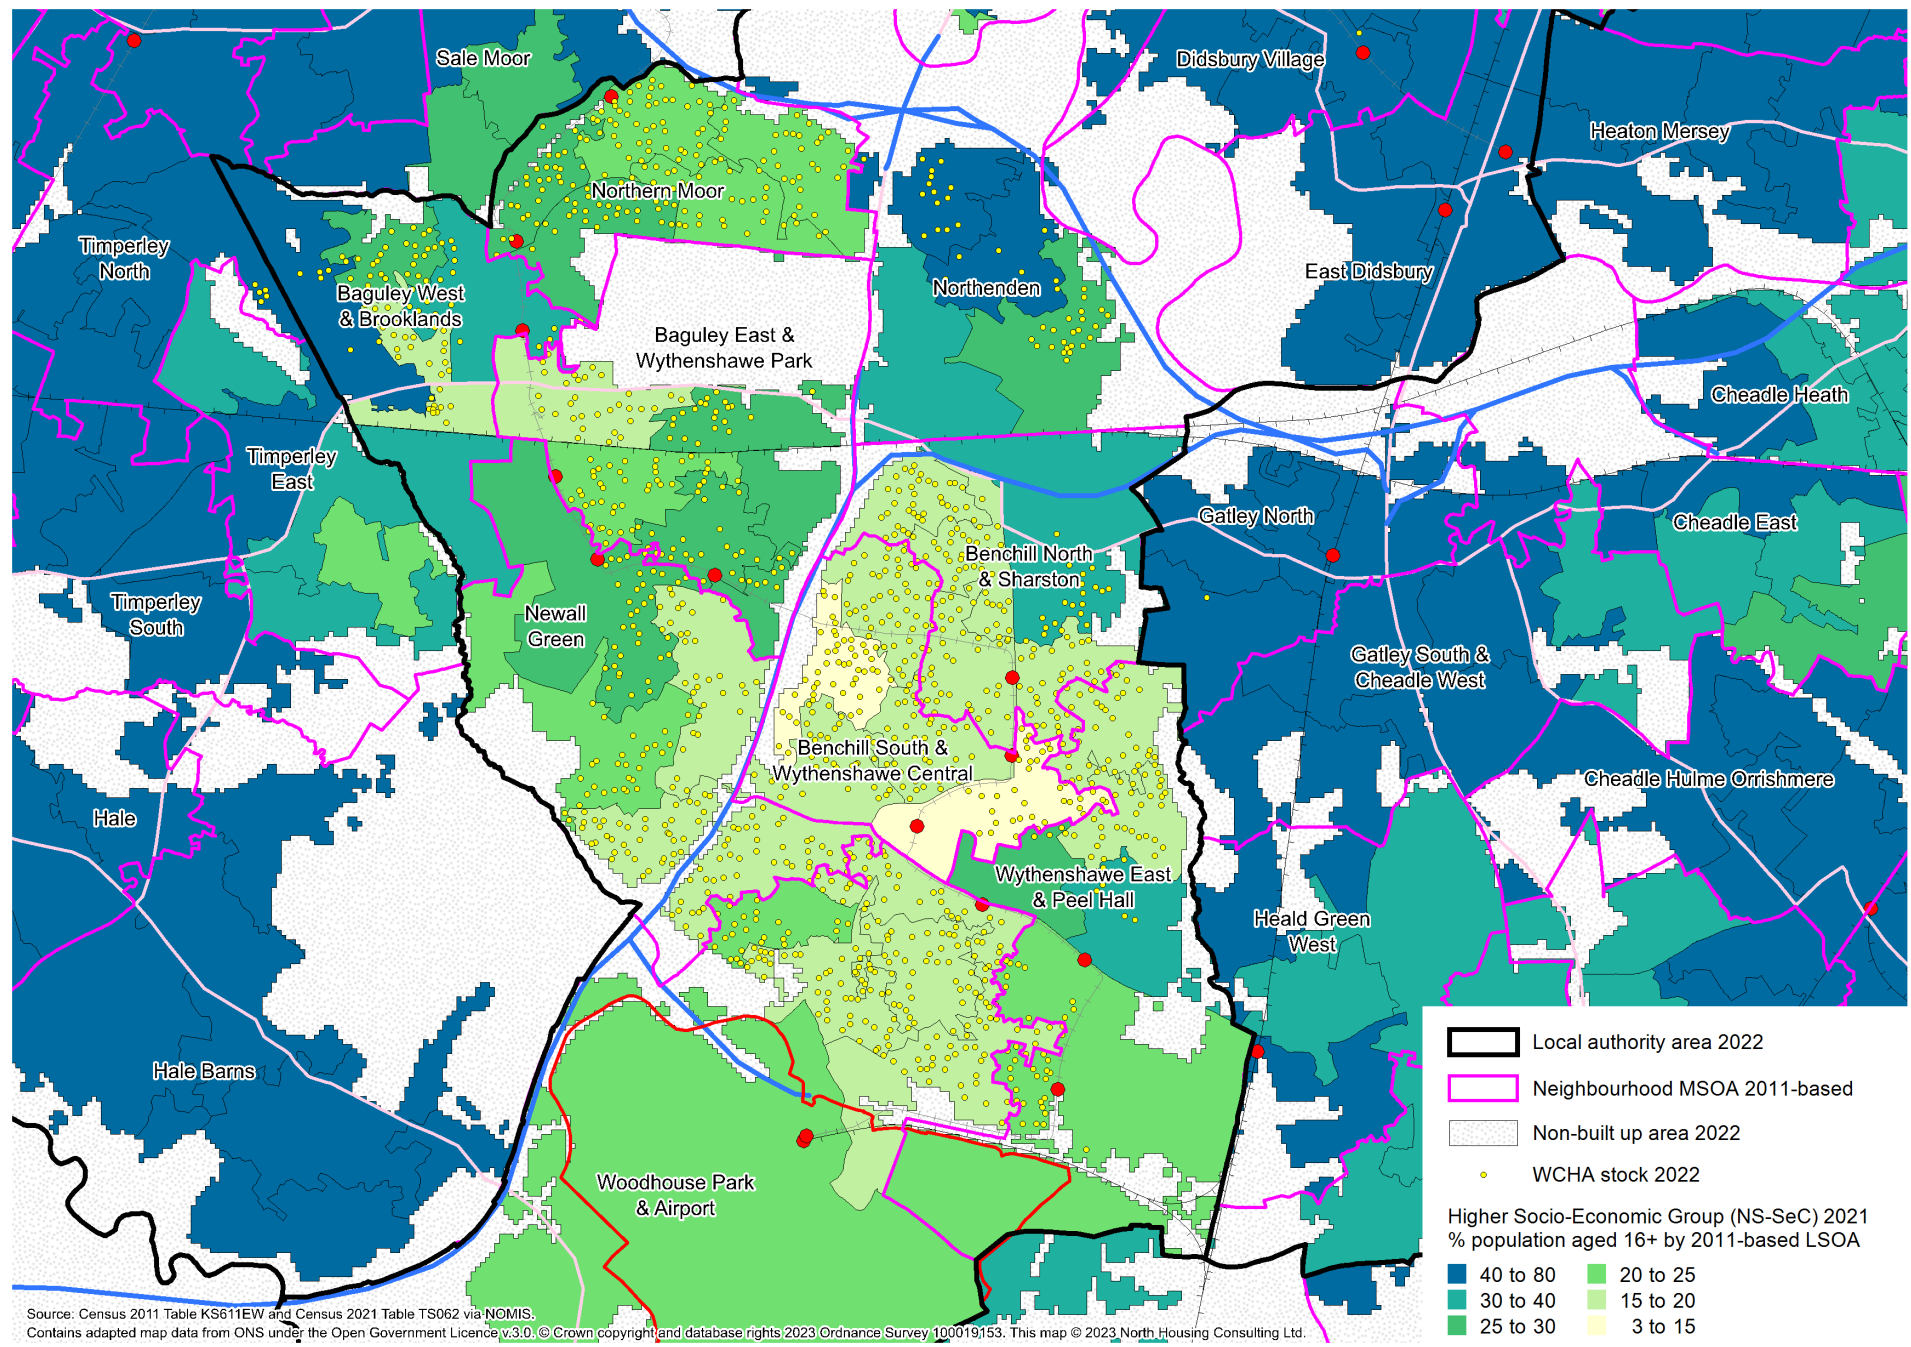 Sale Moor
Didsbury Village
Heaton Mersey
Northern Moor
Timperley
North
East Didsbury
Baguley West
& Brooklands
Northenden
Baguley East &
Wythenshawe Park
Cheadle Heath
Timperley
East
Gatley North
Cheadle East
Benchill North
& Sharston
Timperley
South
Newall
Green
Gatley South &
Cheadle West
Benchill South &
Wythenshawe Central
Cheadle Hulme Orrishmere
Hale
Wythenshawe East
& Peel Hall
Heald Green
West
Hale Barns
Woodhouse Park
& Airport
Local authority area 2022
Neighbourhood MSOA 2011-based
Non-built up area 2022
WCHA stock 2022
Higher Socio-Economic Group (NS-SeC) 2021
% population aged 16+ by 2011-based LSOA
40 to 80 20 to 25
30 to 40 15 to 20
25 to 30 3 to 15
Source: Census 2011 Table KS611EW and Census 2021 Table TS062 via NOMIS.
Contains adapted map data from ONS under the Open Government Licence v.3.0. © Crown copyright and database rights 2023 Ordnance Survey 100019153. This map © 2023 North Housing Consulting Ltd.